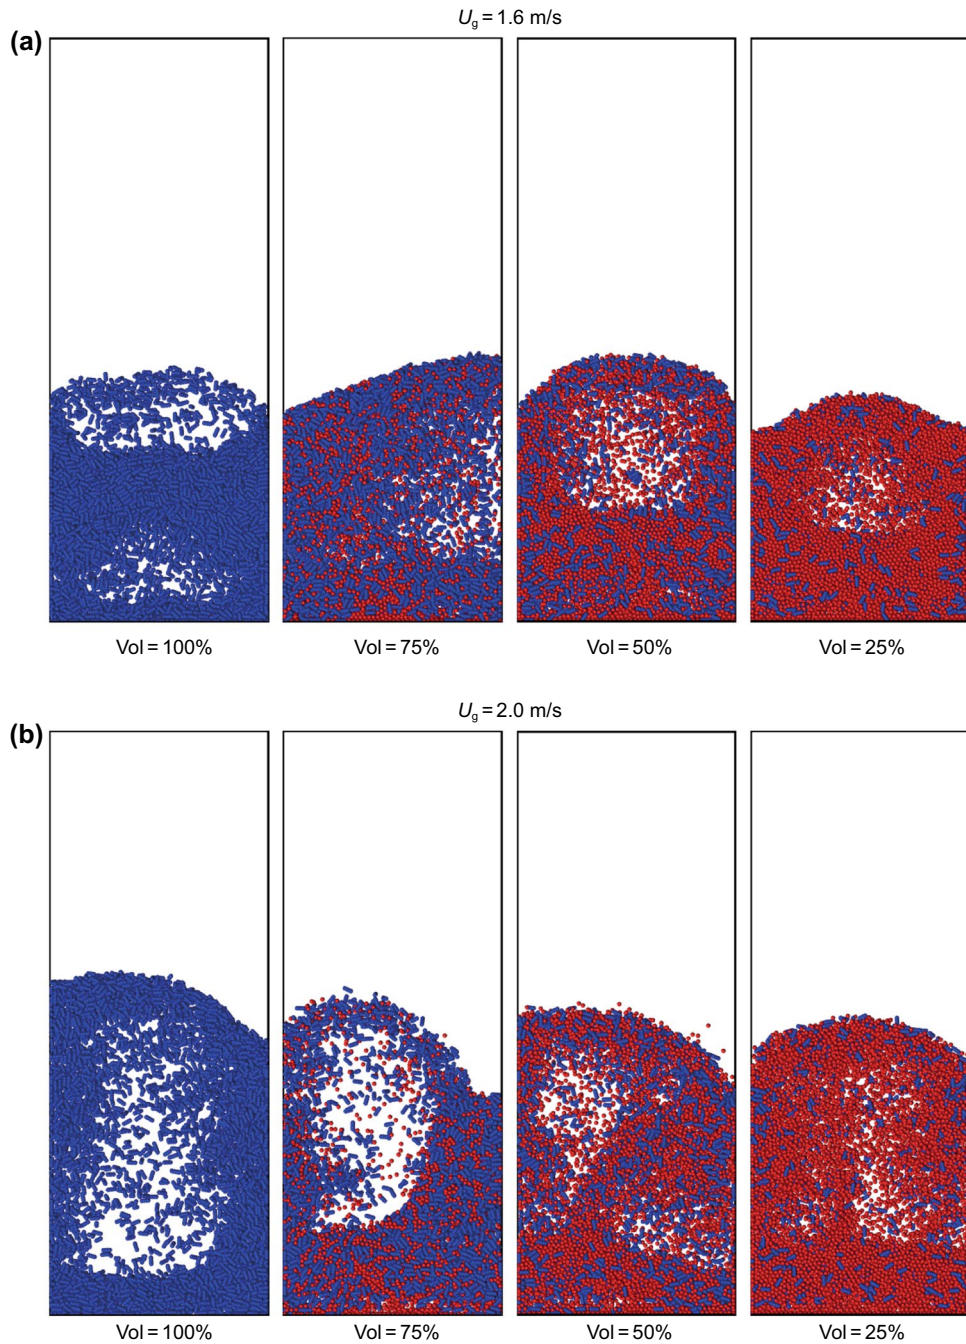 U_g = 1.6 m/s
(a)
Vol = 100% Vol = 75% Vol = 50% Vol = 25%
U_g = 2.0 m/s
(b)
Vol = 100% Vol = 75% Vol = 50% Vol = 25%